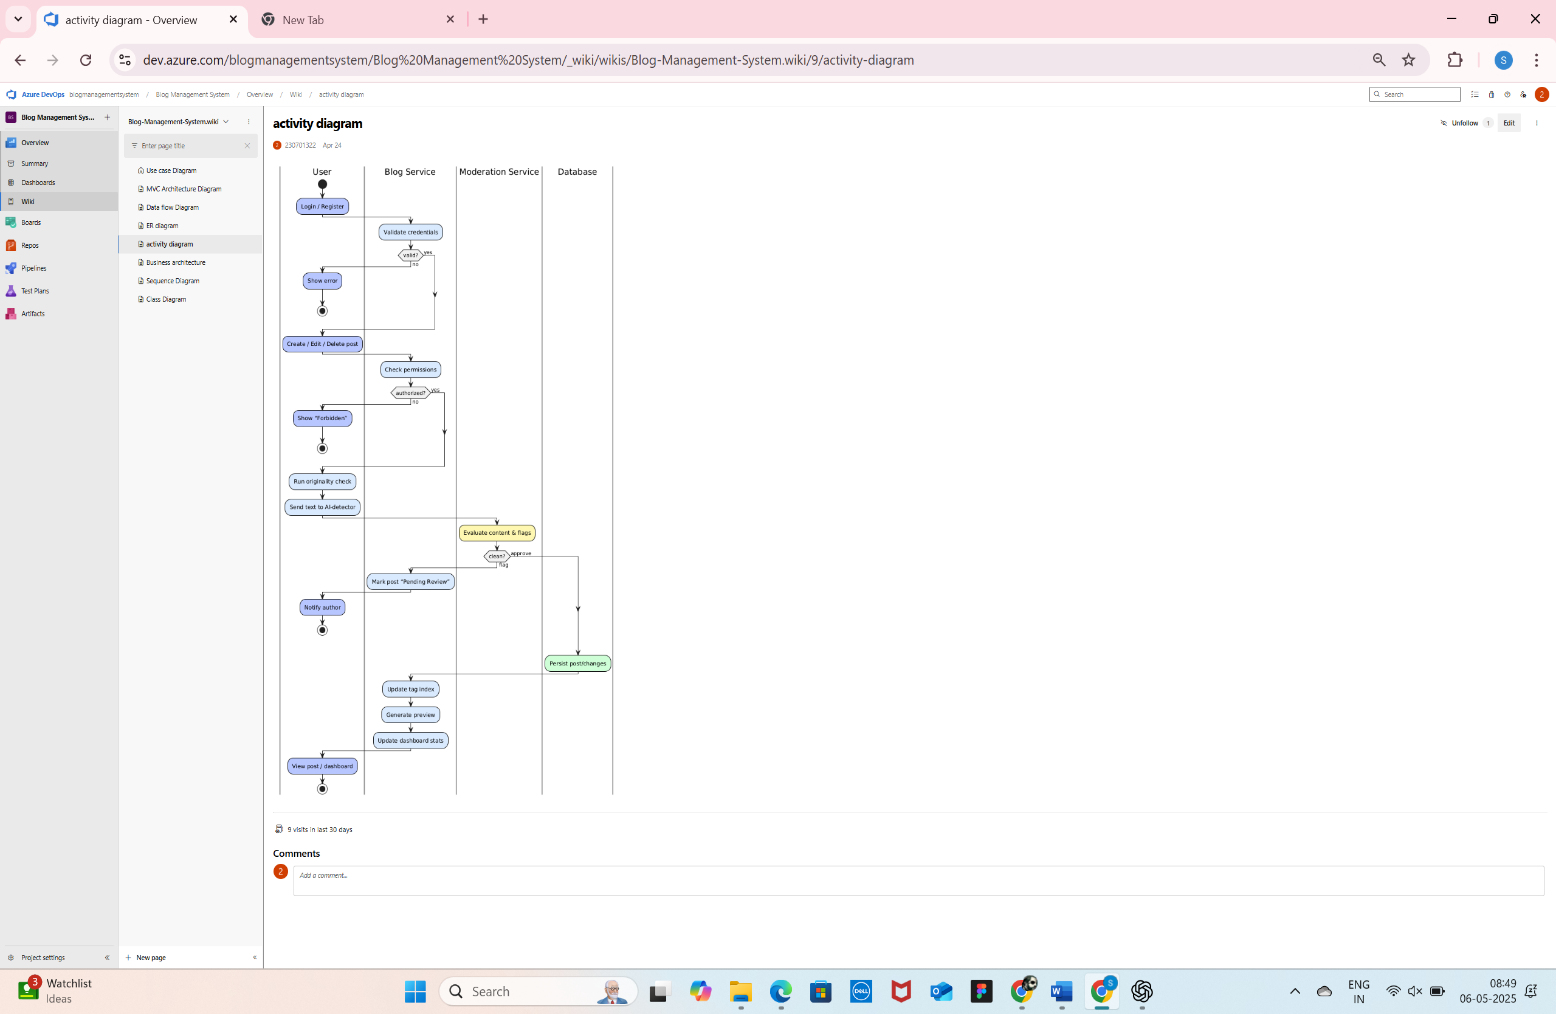 activity diagram - Overview
New Tab
dev.azure.com/blogmanagementsystem/Blog%20Management%20System/_wiki/wikis/Blog-Management-System.wiki/9/activity-diagram
S
Azure DevOps blogmanagementsystem / Blog Management System / Overview / Wiki / activity diagram
Search
2
Blog Management Sys...
Overview
Summary
Dashboards
Wiki
Boards
Repos
Pipelines
Test Plans
Artifacts
Project settings
Blog-Management-System.wiki
Enter page title
Use case Diagram
MVC Architecture Diagram
Data flow Diagram
ER diagram
activity diagram
Business architecture
Sequence Diagram
Class Diagram
New page
activity diagram
Unfollow 1 Edit
2 230701322 Apr 24
User Blog Service Moderation Service Database
Login / Register
Validate credentials
valid? yes
no
Show error
Create / Edit / Delete post
Check permissions
authorized? yes
no
Show "Forbidden"
Run originality check
Send text to AI-detector
Evaluate content & flags
clean? approve
flag
Mark post "Pending Review"
Notify author
Persist post/changes
Update tag index
Generate preview
Update dashboard stats
View post / dashboard
9 visits in last 30 days
Comments
2 Add a comment...
3 Watchlist
Ideas
Search
DELL
S
ENG
IN
08:49
06-05-2025